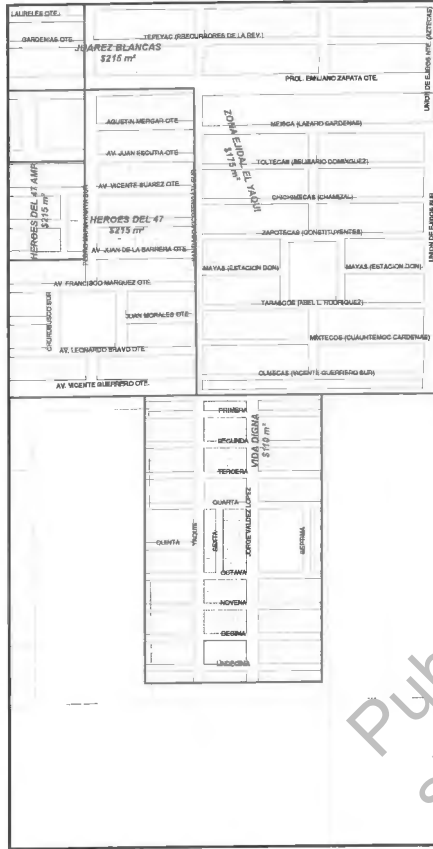 LAURELES OTE.
GARDENIAS OTE.
TEPEYAC (PRECURSORES DE LA REV.)
JUAREZ BLANCAS
$215 m²
UNION DE EJIDOS NTE. (AZTECAS)
PROL. EMILIANO ZAPATA OTE.
AGUSTIN MERGAR OTE.
MEXICA (LAZARO CARDENAS)
ZONA EJIDAL EL YAQUI
$175 m²
AV. JUAN ESCUTIA OTE.
TOLTECAS (BELISARIO DOMINGUEZ)
AV. VICENTE SUAREZ OTE.
CHICHIMECAS (CHAMIZAL)
HEROES DEL 47 AMP.
$215 m²
HEROES DEL 47
$215 m²
ZAPOTECAS (CONSTITUYENTES)
UNION DE EJIDOS SUR
AV. JUAN DE LA BARRERA OTE.
MAYAS (ESTACION DON)
MAYAS (ESTACION DON)
AV. FRANCISCO MARQUEZ OTE.
TARASCOS (ABEL L. RODRIGUEZ)
CHURUBUSCO SUR
JUAN MORALES OTE.
MIXTECOS (CUAUHTEMOC CARDENAS)
AV. LEONARDO BRAVO OTE.
OLMECAS (VICENTE GUERRERO SUR)
AV. VICENTE GUERRERO OTE.
PRIMERA
SEGUNDA
VIDA DIGNA
$110 m²
TERCERA
CUARTA
QUINTA
YAQUIS
SEXTA
JORGE VALDEZ LOPEZ
SEPTIMA
OCTAVA
NOVENA
DECIMA
UNDECIMA
Pub